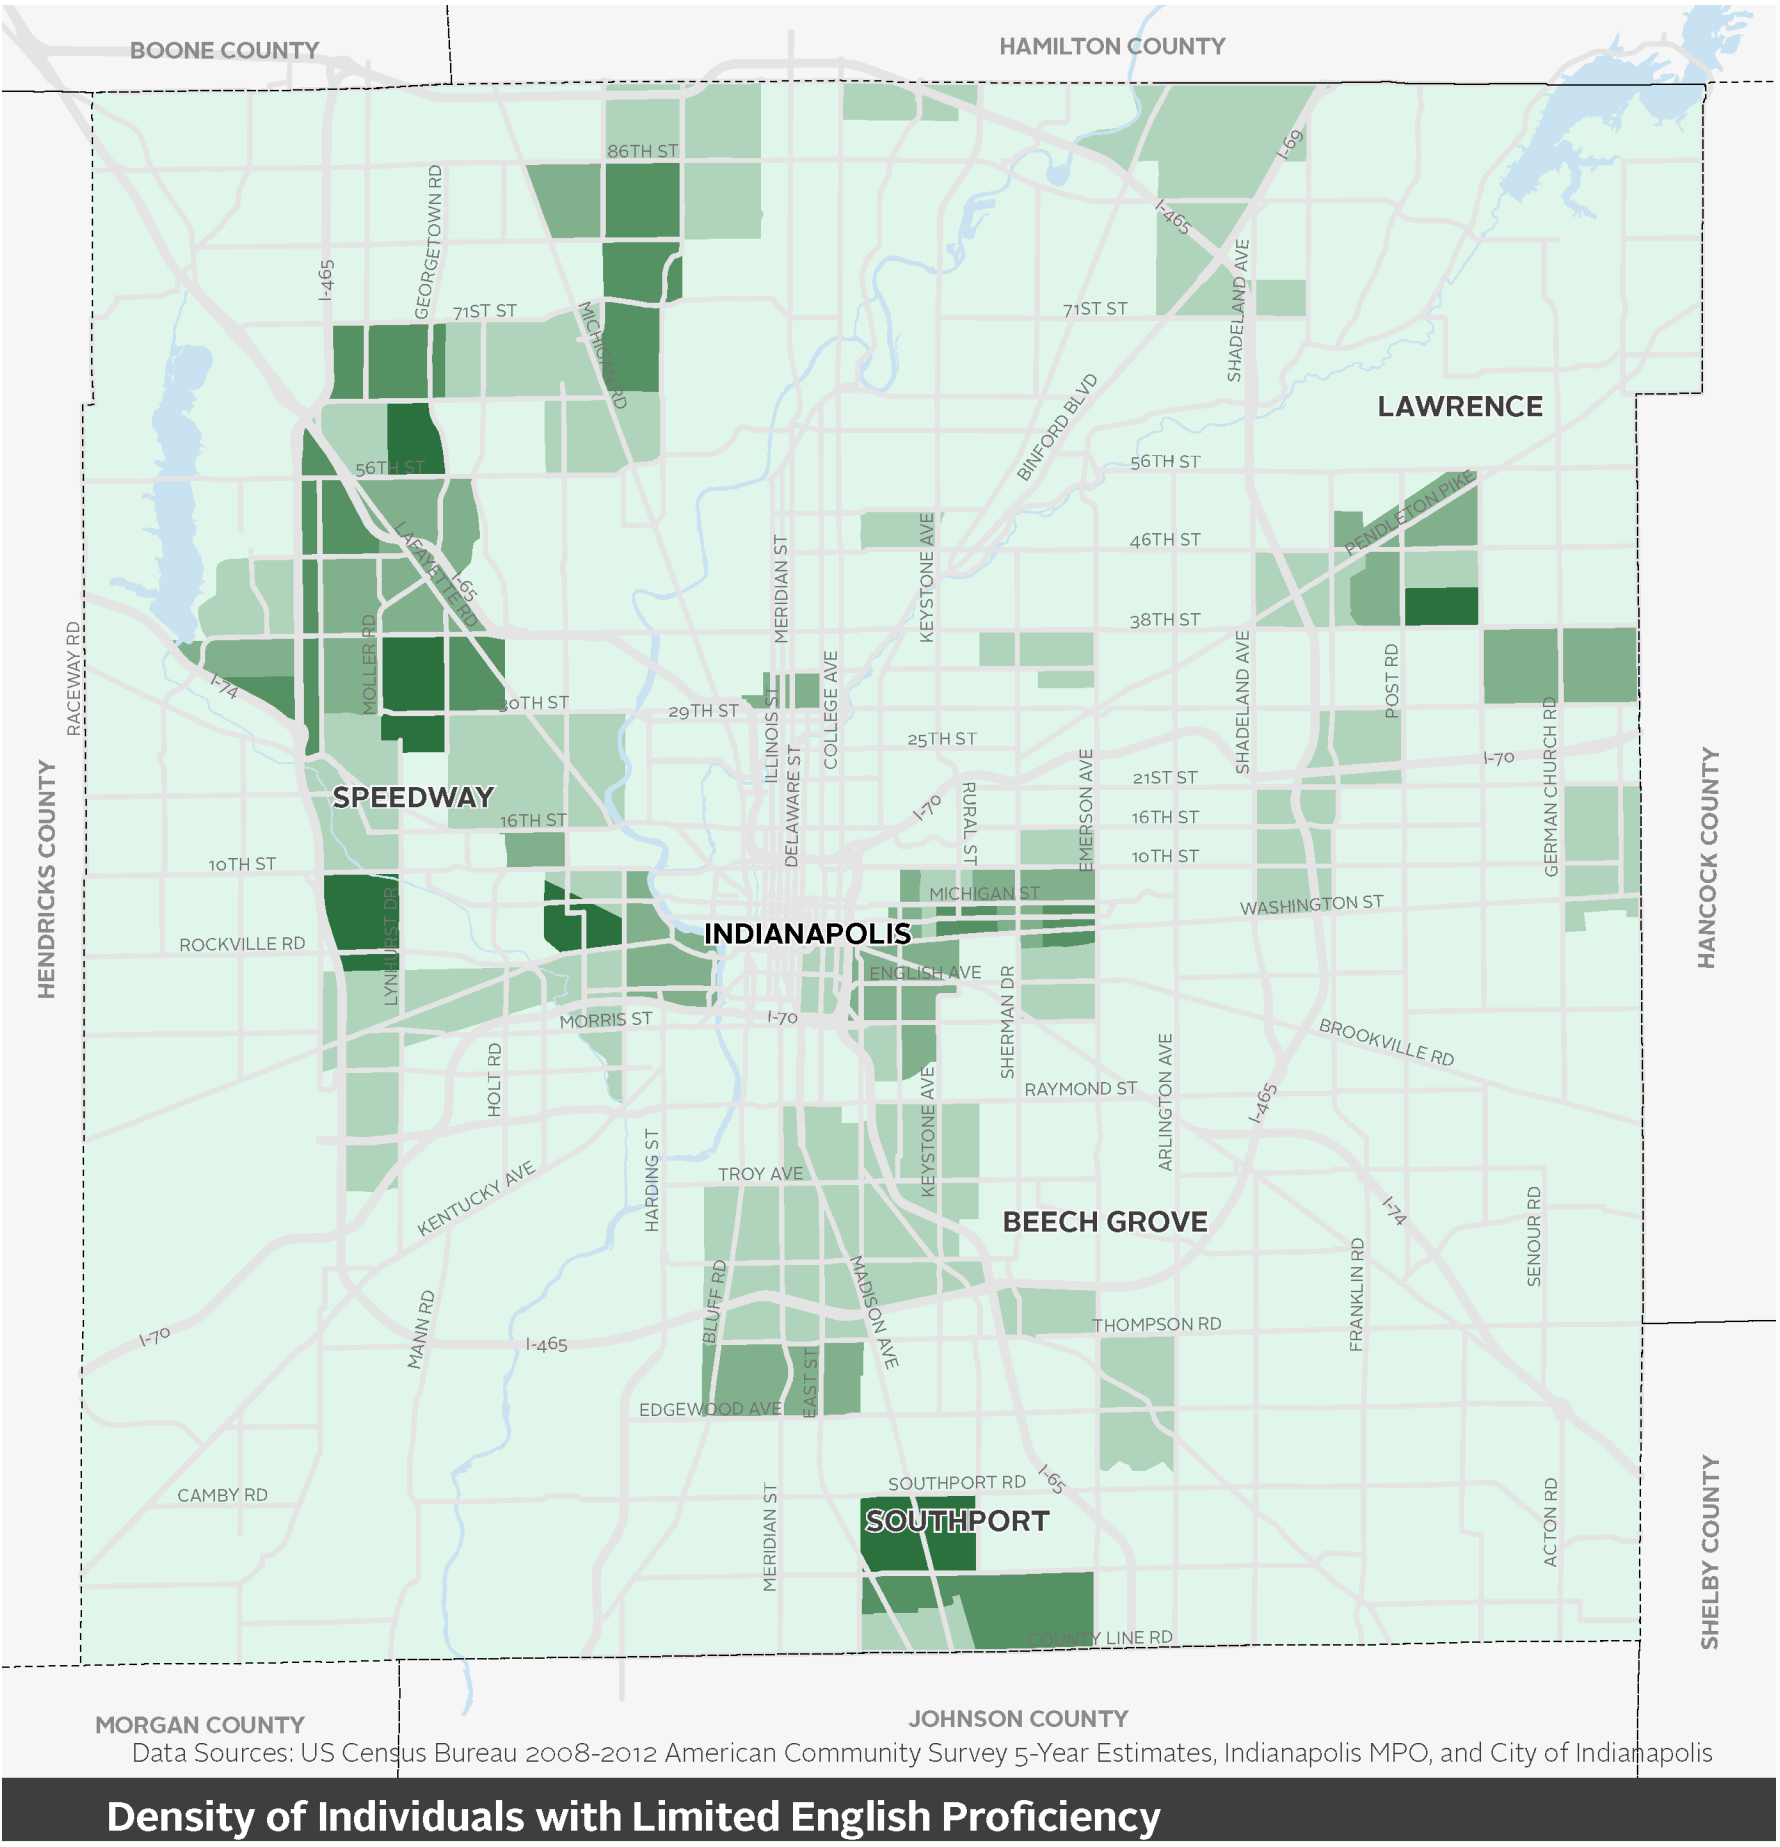 BOONE COUNTY
HAMILTON COUNTY
86TH ST
I-69
GEORGETOWN RD
I-465
I-465
SHADELAND AVE
71ST ST
MICHIGAN RD
71ST ST
BINFORD BLVD
LAWRENCE
56TH ST
56TH ST
PENDLETON PIKE
LAFAYETTE RD
I-65
MERIDIAN ST
KEYSTONE AVE
46TH ST
38TH ST
RACEWAY RD
MOLLER RD
I-74
30TH ST
29TH ST
ILLINOIS ST
COLLEGE AVE
25TH ST
SHADELAND AVE
POST RD
GERMAN CHURCH RD
I-70
HENDRICKS COUNTY
HANCOCK COUNTY
SPEEDWAY
DELAWARE ST
I-70
RURAL ST
EMERSON AVE
21ST ST
16TH ST
16TH ST
10TH ST
10TH ST
LYNHURST DR
MICHIGAN ST
WASHINGTON ST
ROCKVILLE RD
INDIANAPOLIS
ENGLISH AVE
SHERMAN DR
MORRIS ST
I-70
BROOKVILLE RD
HOLT RD
KEYSTONE AVE
RAYMOND ST
ARLINGTON AVE
I-465
HARDING ST
TROY AVE
KENTUCKY AVE
BEECH GROVE
I-74
SENOUR RD
FRANKLIN RD
BLUFF RD
MADISON AVE
MANN RD
I-70
I-465
THOMPSON RD
EAST ST
EDGEWOOD AVE
CAMBY RD
MERIDIAN ST
SOUTHPORT RD
I-65
SOUTHPORT
ACTON RD
SHELBY COUNTY
COUNTY LINE RD
MORGAN COUNTY
JOHNSON COUNTY
Data Sources: US Census Bureau 2008-2012 American Community Survey 5-Year Estimates, Indianapolis MPO, and City of Indianapolis
Density of Individuals with Limited English Proficiency